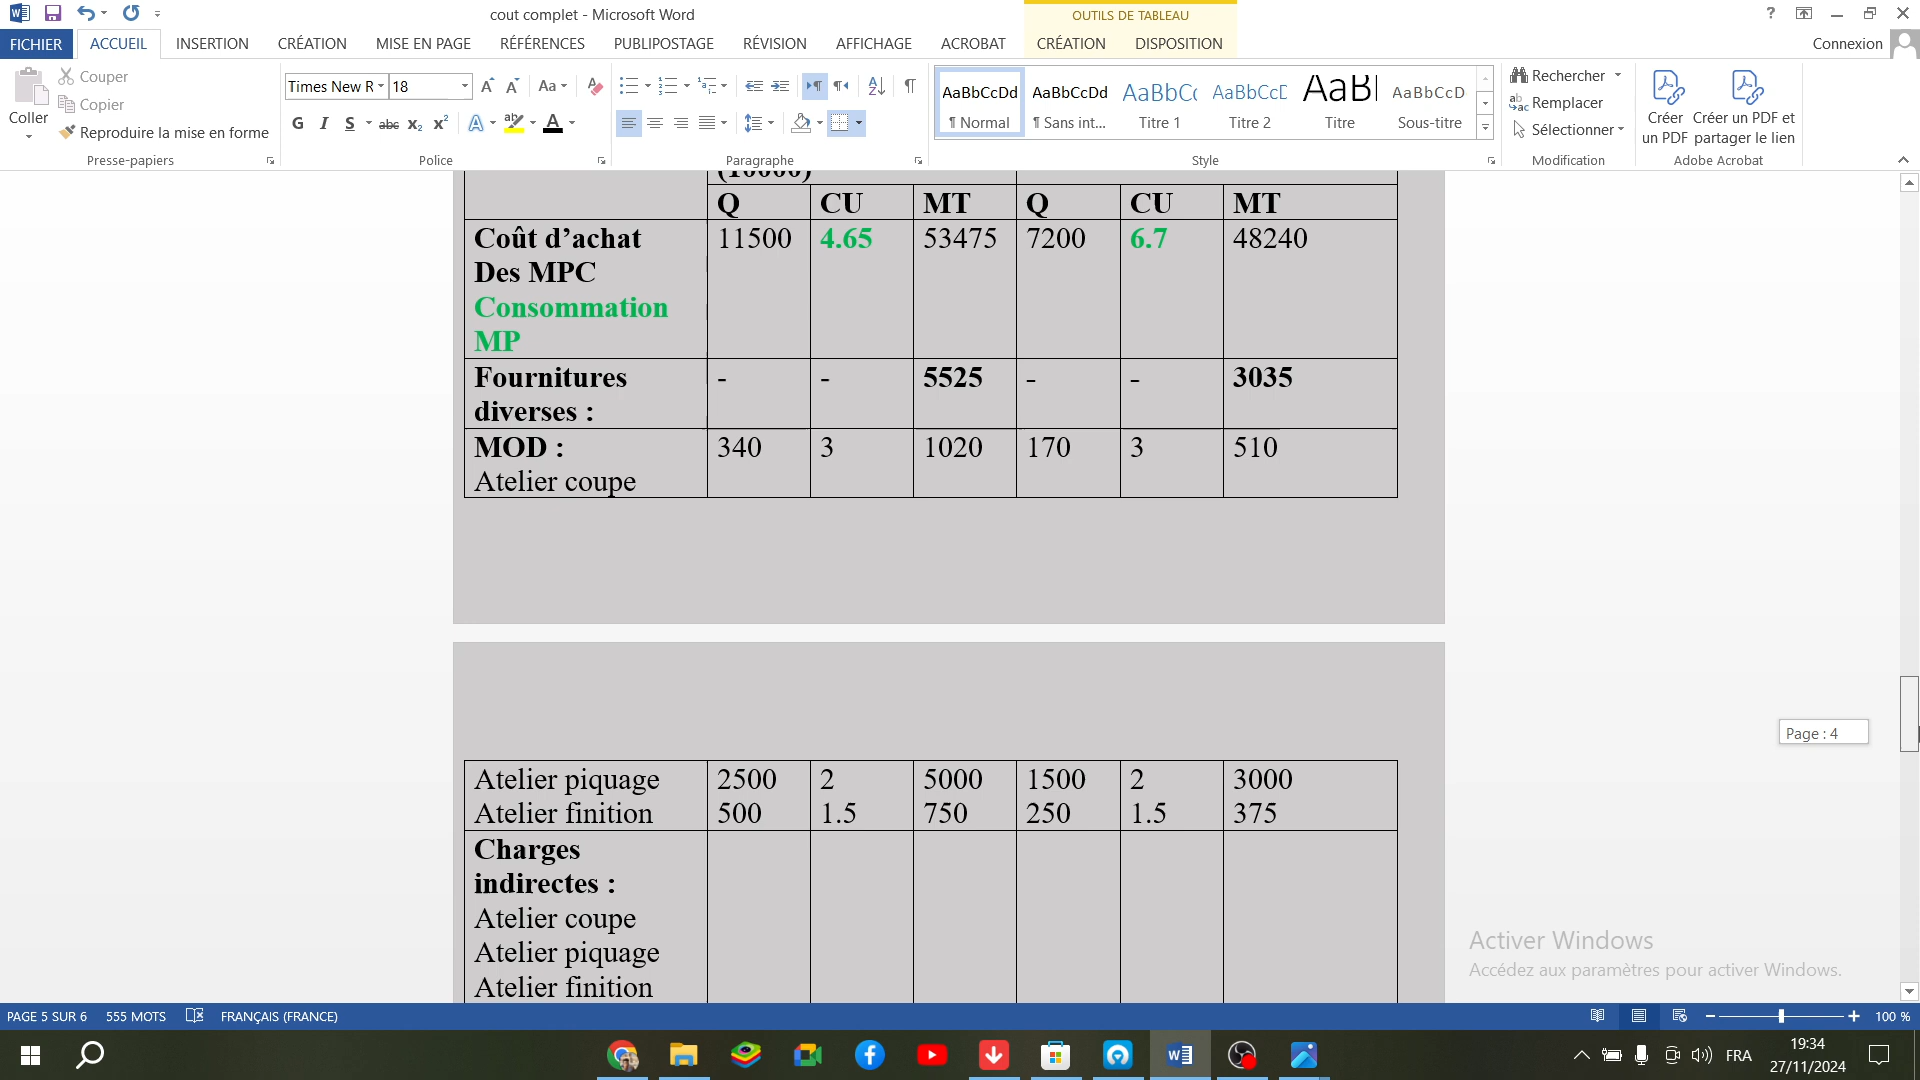 cout complet - Microsoft Word
OUTILS DE TABLEAU
FICHIER ACCUEIL INSERTION CRÉATION MISE EN PAGE RÉFÉRENCES PUBLIPOSTAGE RÉVISION AFFICHAGE ACROBAT CRÉATION DISPOSITION Connexion
Coller
Couper
Copier
Reproduire la mise en forme
Presse-papiers
Times New R 18
G I S abc X₂ X²
Police
Paragraphe
AaBbCcDd AaBbCcDd AaBbCc AaBbCcD AaBl AaBbCcD
¶ Normal ¶ Sans int... Titre 1 Titre 2 Titre Sous-titre
Style
Rechercher
Remplacer
Sélectionner
Modification
Créer un PDF
Créer un PDF et partager le lien
Adobe Acrobat
(10000)
Q CU MT Q CU MT
Coût d’achat 11500 4.65 53475 7200 6.7 48240
Des MPC
Consommation
MP
Fournitures - - 5525 - - 3035
diverses :
MOD : 340 3 1020 170 3 510
Atelier coupe
Page : 4
Atelier piquage 2500 2 5000 1500 2 3000
Atelier finition 500 1.5 750 250 1.5 375
Charges
indirectes :
Atelier coupe
Atelier piquage
Atelier finition
Activer Windows
Accédez aux paramètres pour activer Windows.
PAGE 5 SUR 6 555 MOTS FRANÇAIS (FRANCE) 100 %
FRA
19:34
27/11/2024